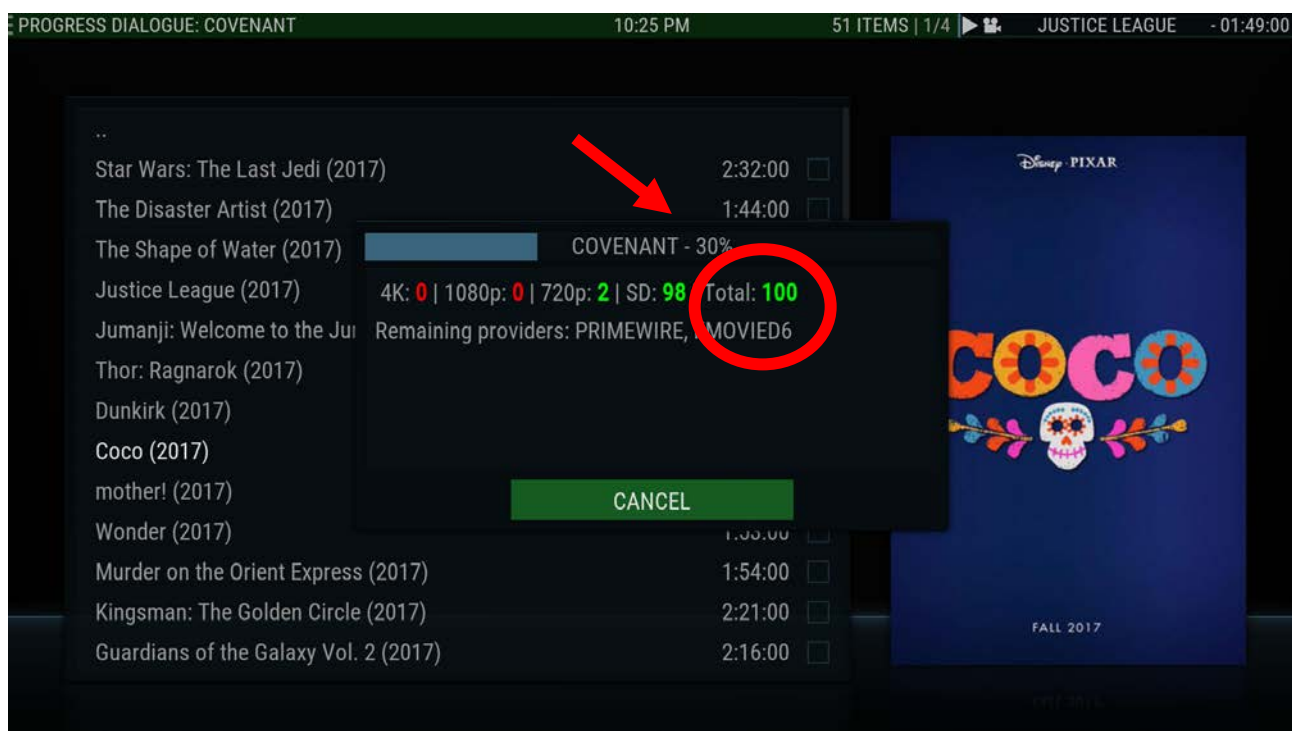 PROGRESS DIALOGUE: COVENANT 10:25 PM 51 ITEMS | 1/4 JUSTICE LEAGUE - 01:49:00
..
Star Wars: The Last Jedi (2017) 2:32:00
The Disaster Artist (2017) 1:44:00
The Shape of Water (2017)
Justice League (2017)
Jumanji: Welcome to the Jun
Thor: Ragnarok (2017)
Dunkirk (2017)
Coco (2017)
mother! (2017)
Wonder (2017) 1:53:00
Murder on the Orient Express (2017) 1:54:00
Kingsman: The Golden Circle (2017) 2:21:00
Guardians of the Galaxy Vol. 2 (2017) 2:16:00
COVENANT - 30%
4K: 0 | 1080p: 0 | 720p: 2 | SD: 98 Total: 100
Remaining providers: PRIMEWIRE, MOVIED6
CANCEL
Disney · PIXAR
COCO
FALL 2017